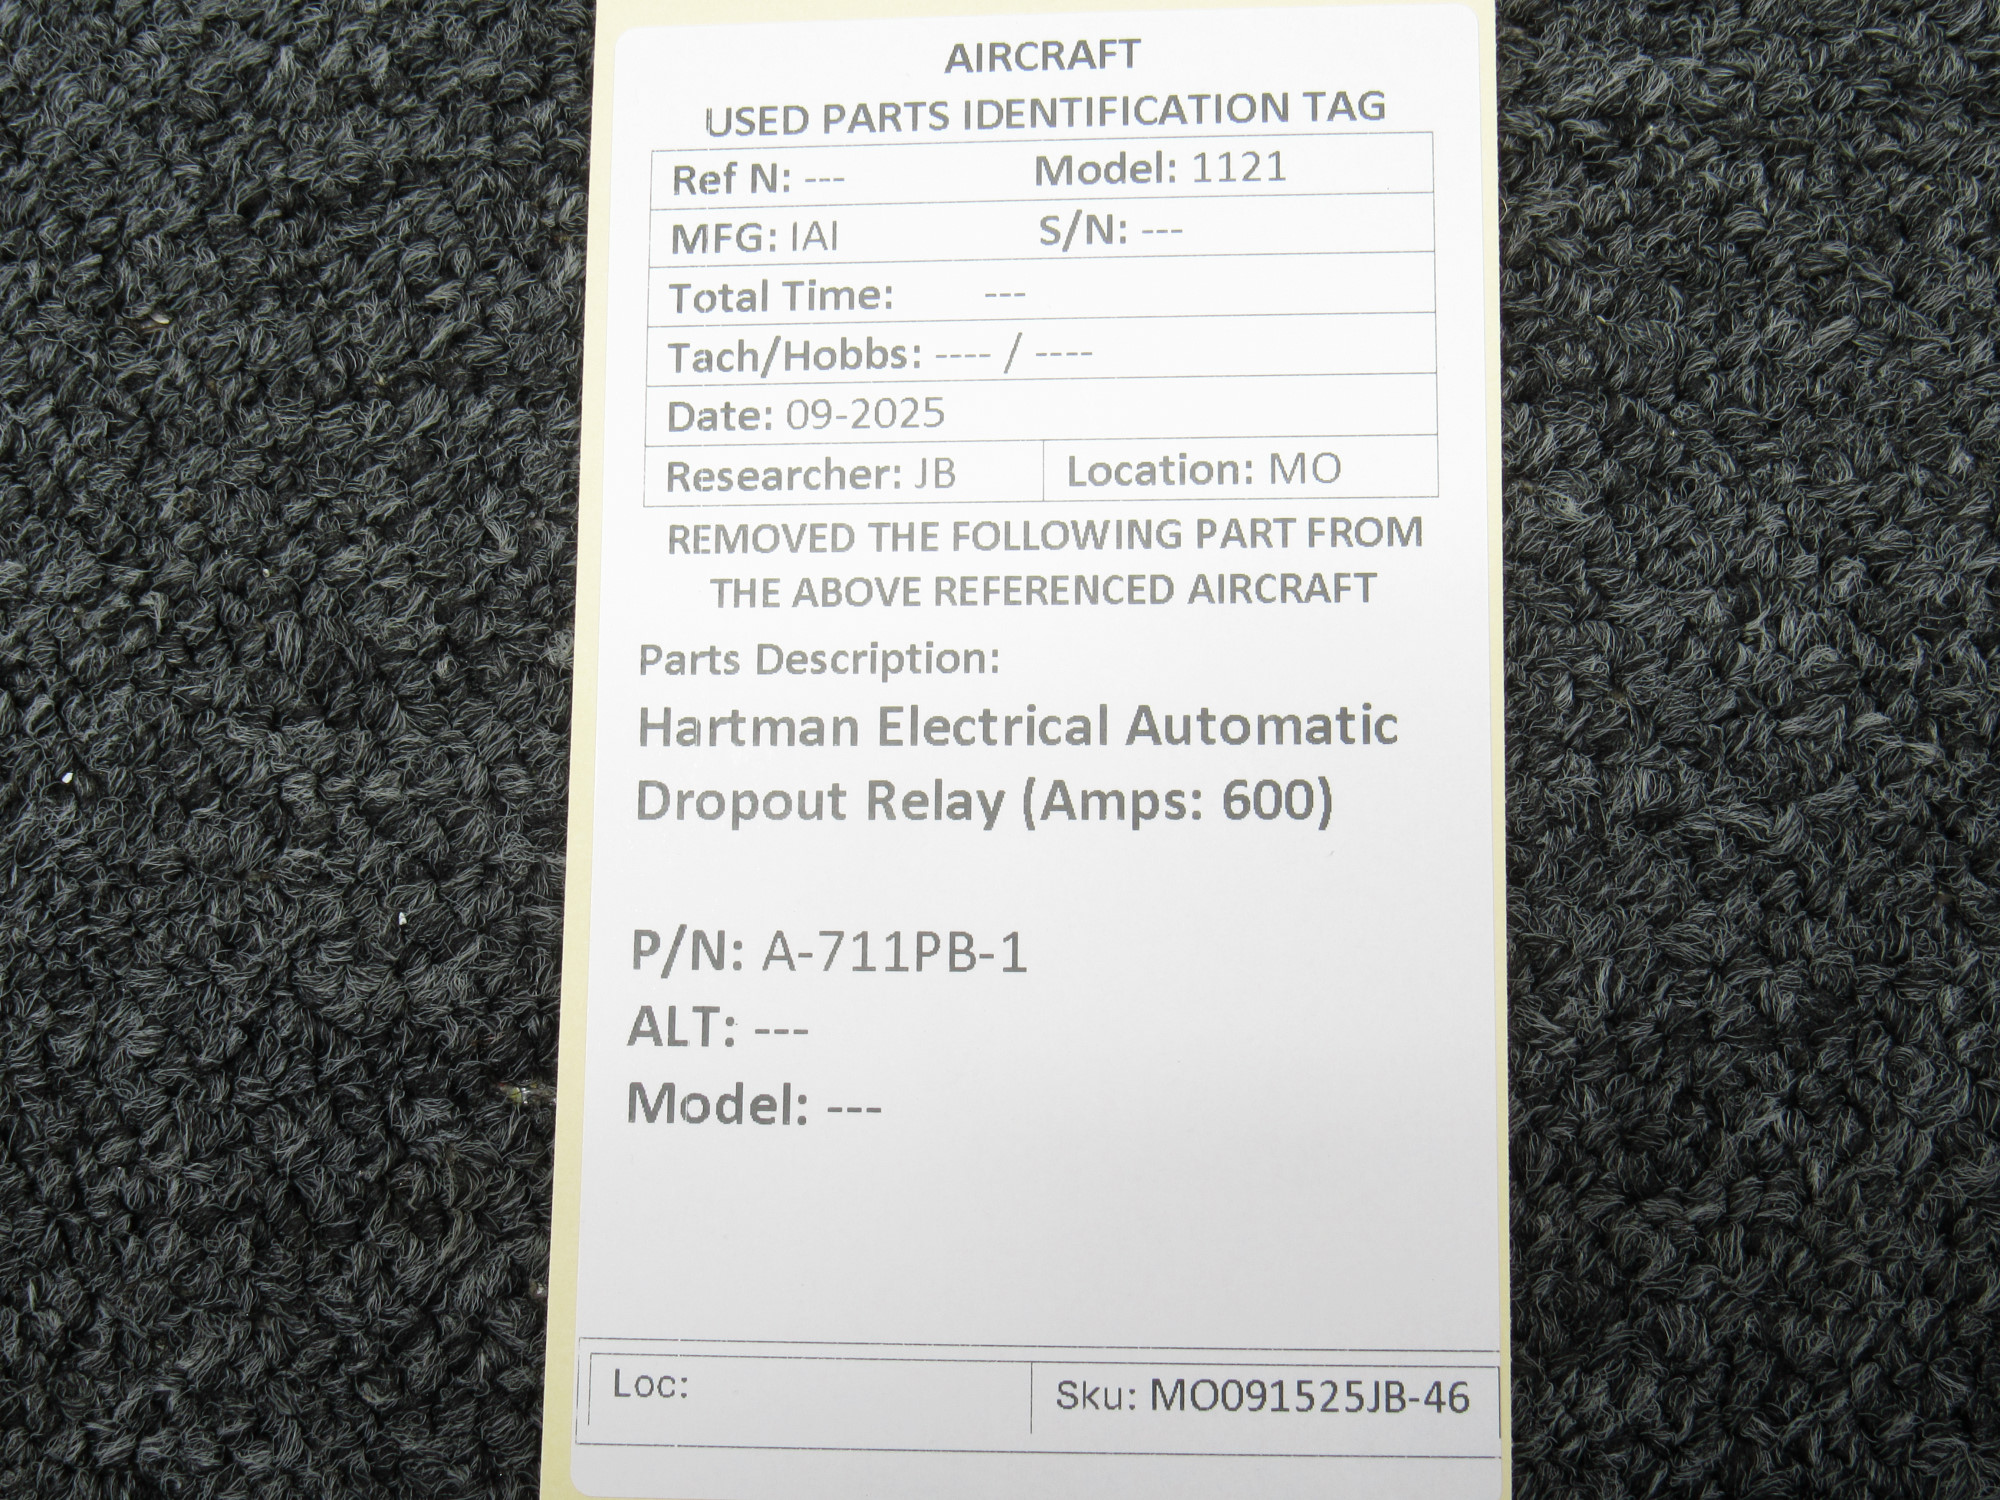 AIRCRAFT
USED PARTS IDENTIFICATION TAG
Ref N: --- Model: 1121
MFG: IAI S/N: ---
Total Time: ---
Tach/Hobbs: ---- / ----
Date: 09-2025
Researcher: JB Location: MO
REMOVED THE FOLLOWING PART FROM
THE ABOVE REFERENCED AIRCRAFT
Parts Description:
Hartman Electrical Automatic
Dropout Relay (Amps: 600)
P/N: A-711PB-1
ALT: ---
Model: ---
Loc: Sku: MO091525JB-46